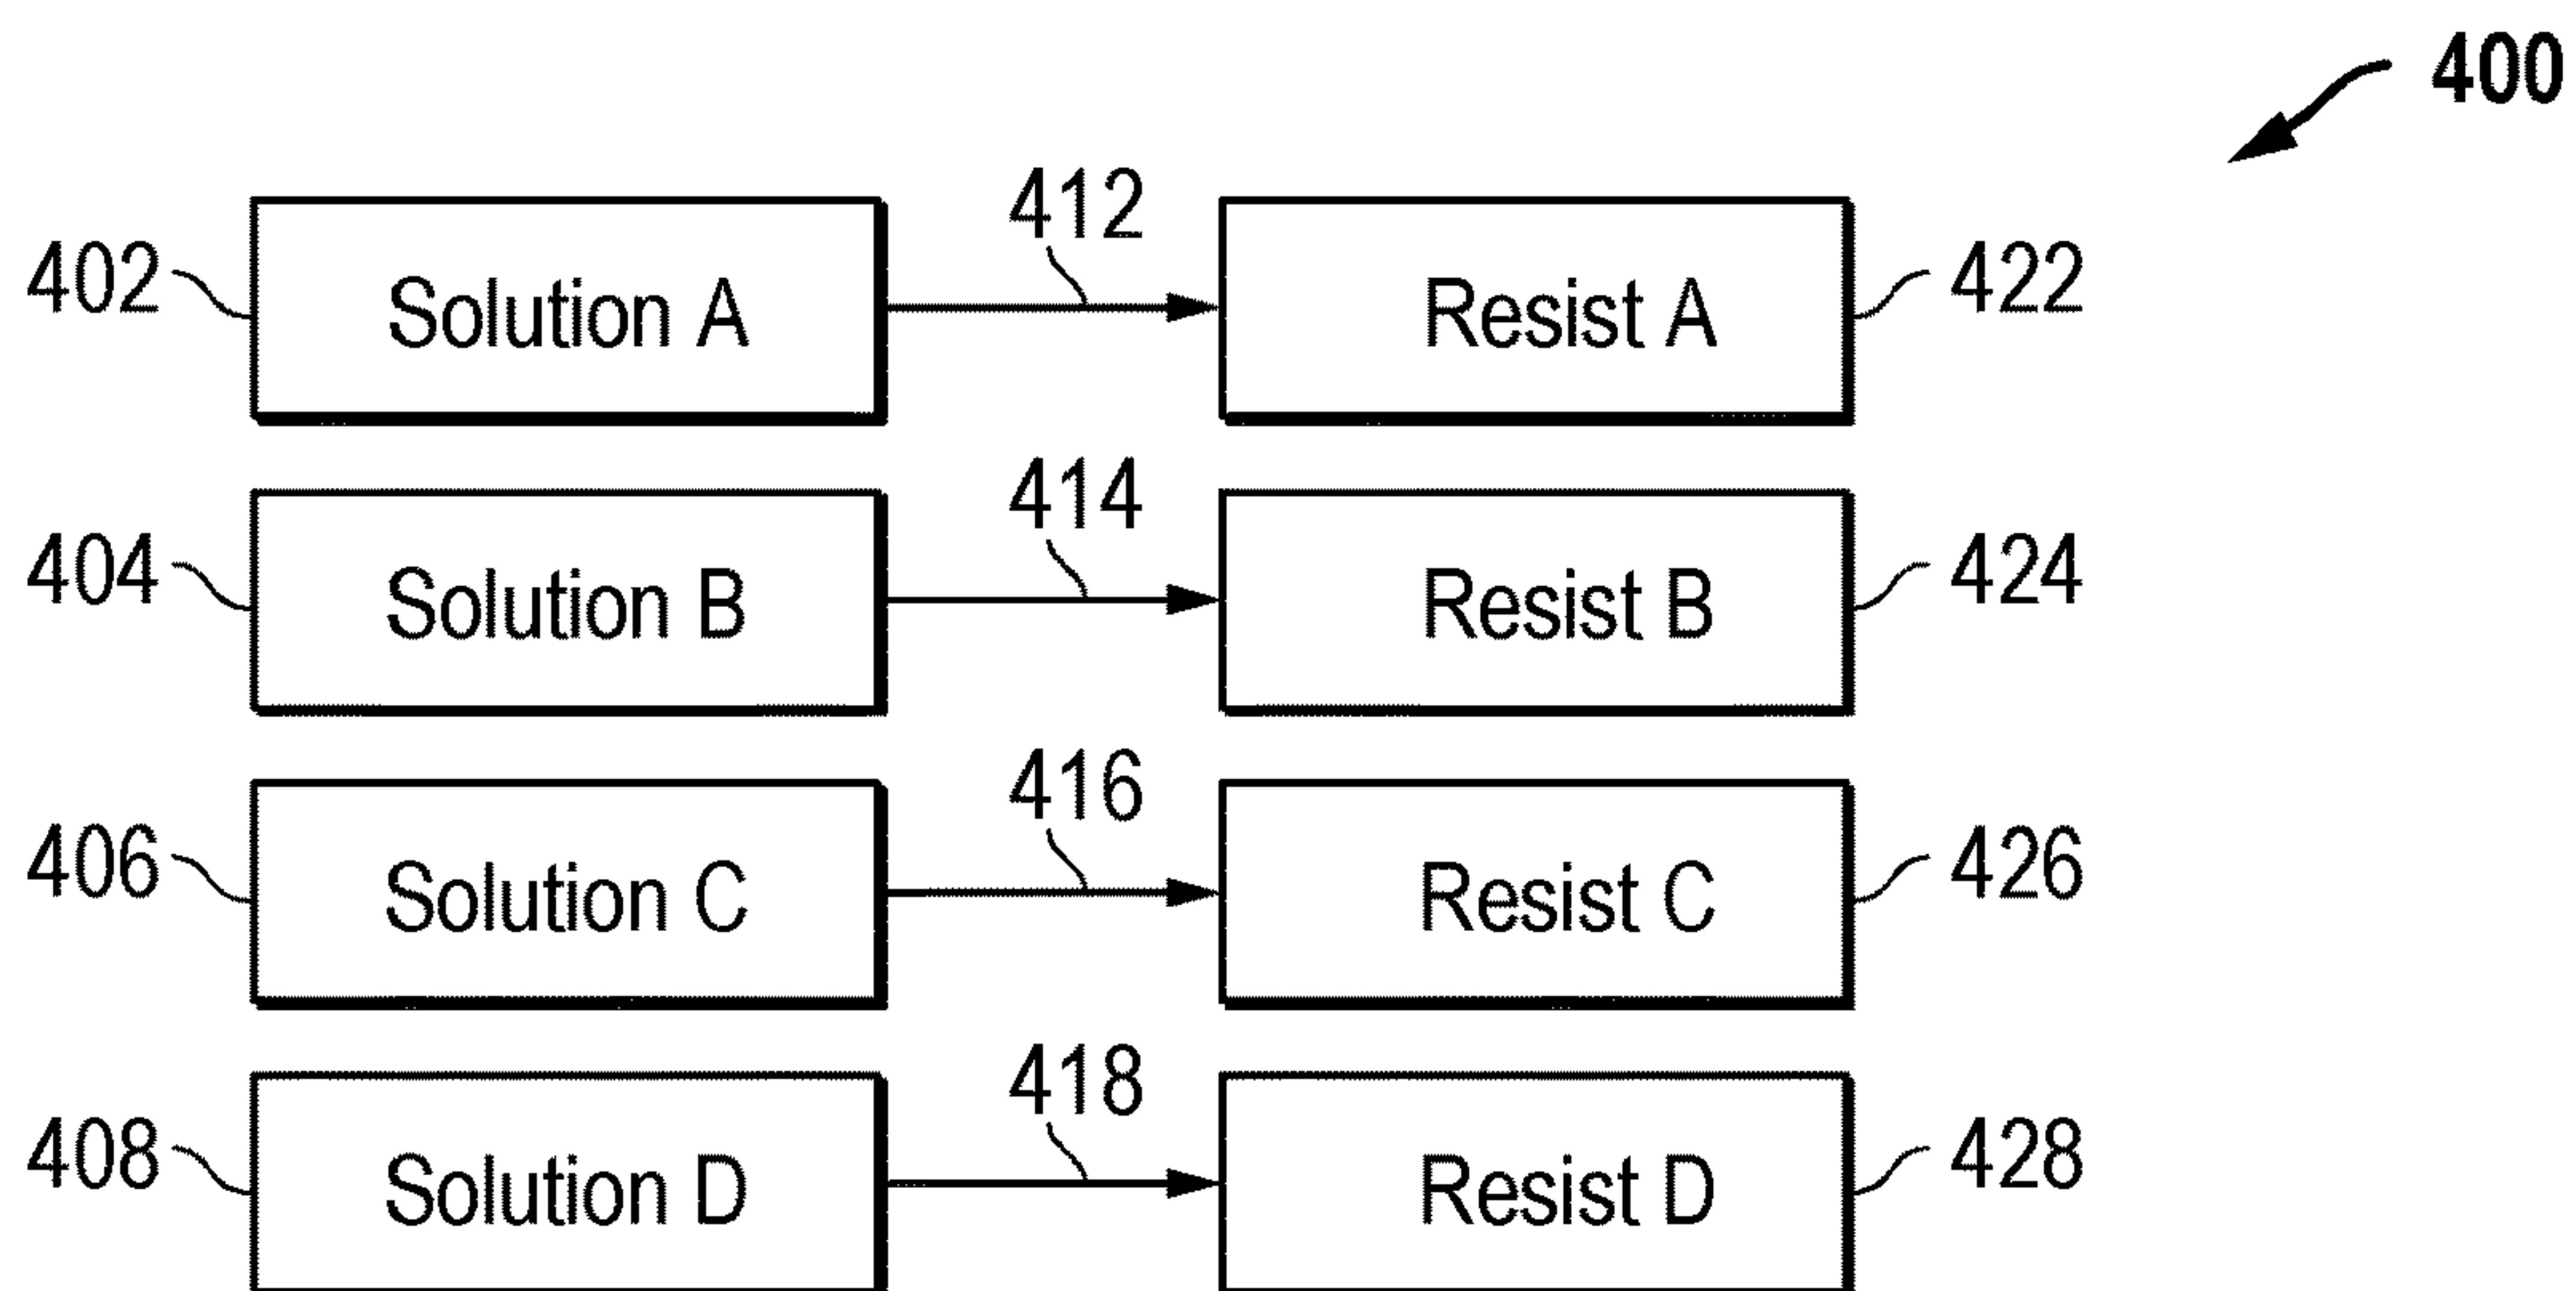 400
412
402 Solution A Resist A 422
414
404 Solution B Resist B 424
416
406 Solution C Resist C 426
418
408 Solution D Resist D 428